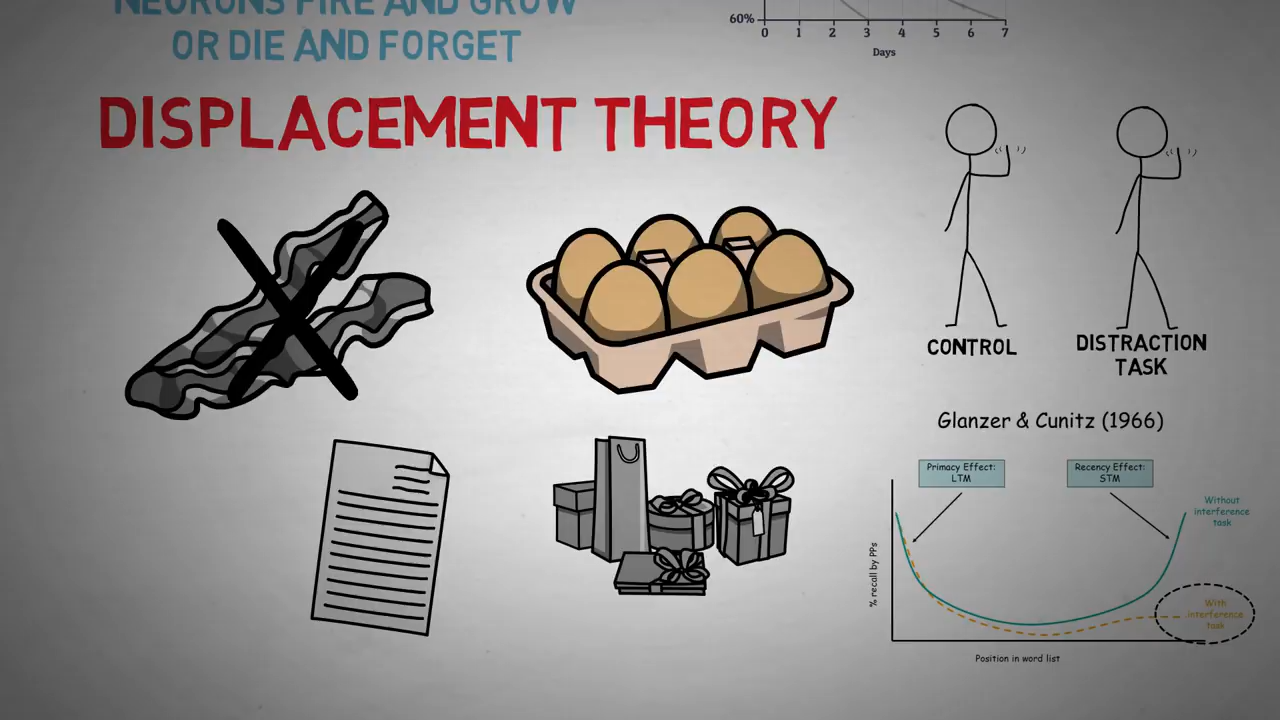 NEURONS FIRE AND GROW
OR DIE AND FORGET
60%
0 1 2 3 4 5 6 7
Days
DISPLACEMENT THEORY
CONTROL
DISTRACTION
TASK
Glanzer & Cunitz (1966)
Primacy Effect:
LTM
Recency Effect:
STM
Without
interference
task
% recall by PPs
With
interference
task
Position in word list